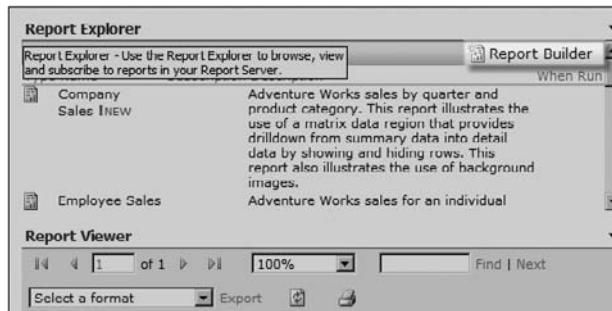 Report Explorer
Report Explorer - Use the Report Explorer to browse, view
and subscribe to reports in your Report Server.
Report Builder
When Run
Company
Sales !NEW
Adventure Works sales by quarter and
product category. This report illustrates the
use of a matrix data region that provides
drilldown from summary data into detail
data by showing and hiding rows. This
report also illustrates the use of background
images.
Employee Sales
Adventure Works sales for an individual
Report Viewer
1 of 1 100% Find | Next
Select a format Export